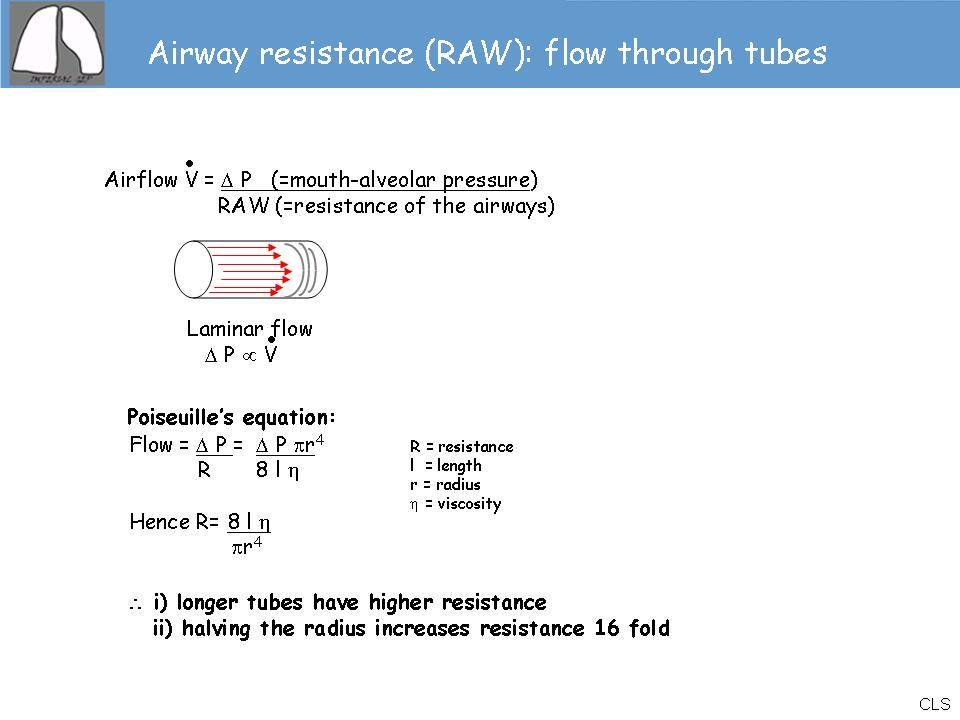 Airway resistance (RAW): flow through tubes
IMPERIAL SEP
Airflow V̇ = Δ P (=mouth-alveolar pressure)
RAW (=resistance of the airways)
Laminar flow
Δ P ∝ V̇
Poiseuille's equation:
Flow = Δ P = Δ P πr⁴
R 8 l η
R = resistance
l = length
r = radius
η = viscosity
Hence R= 8 l η
πr⁴
∴ i) longer tubes have higher resistance
ii) halving the radius increases resistance 16 fold
CLS